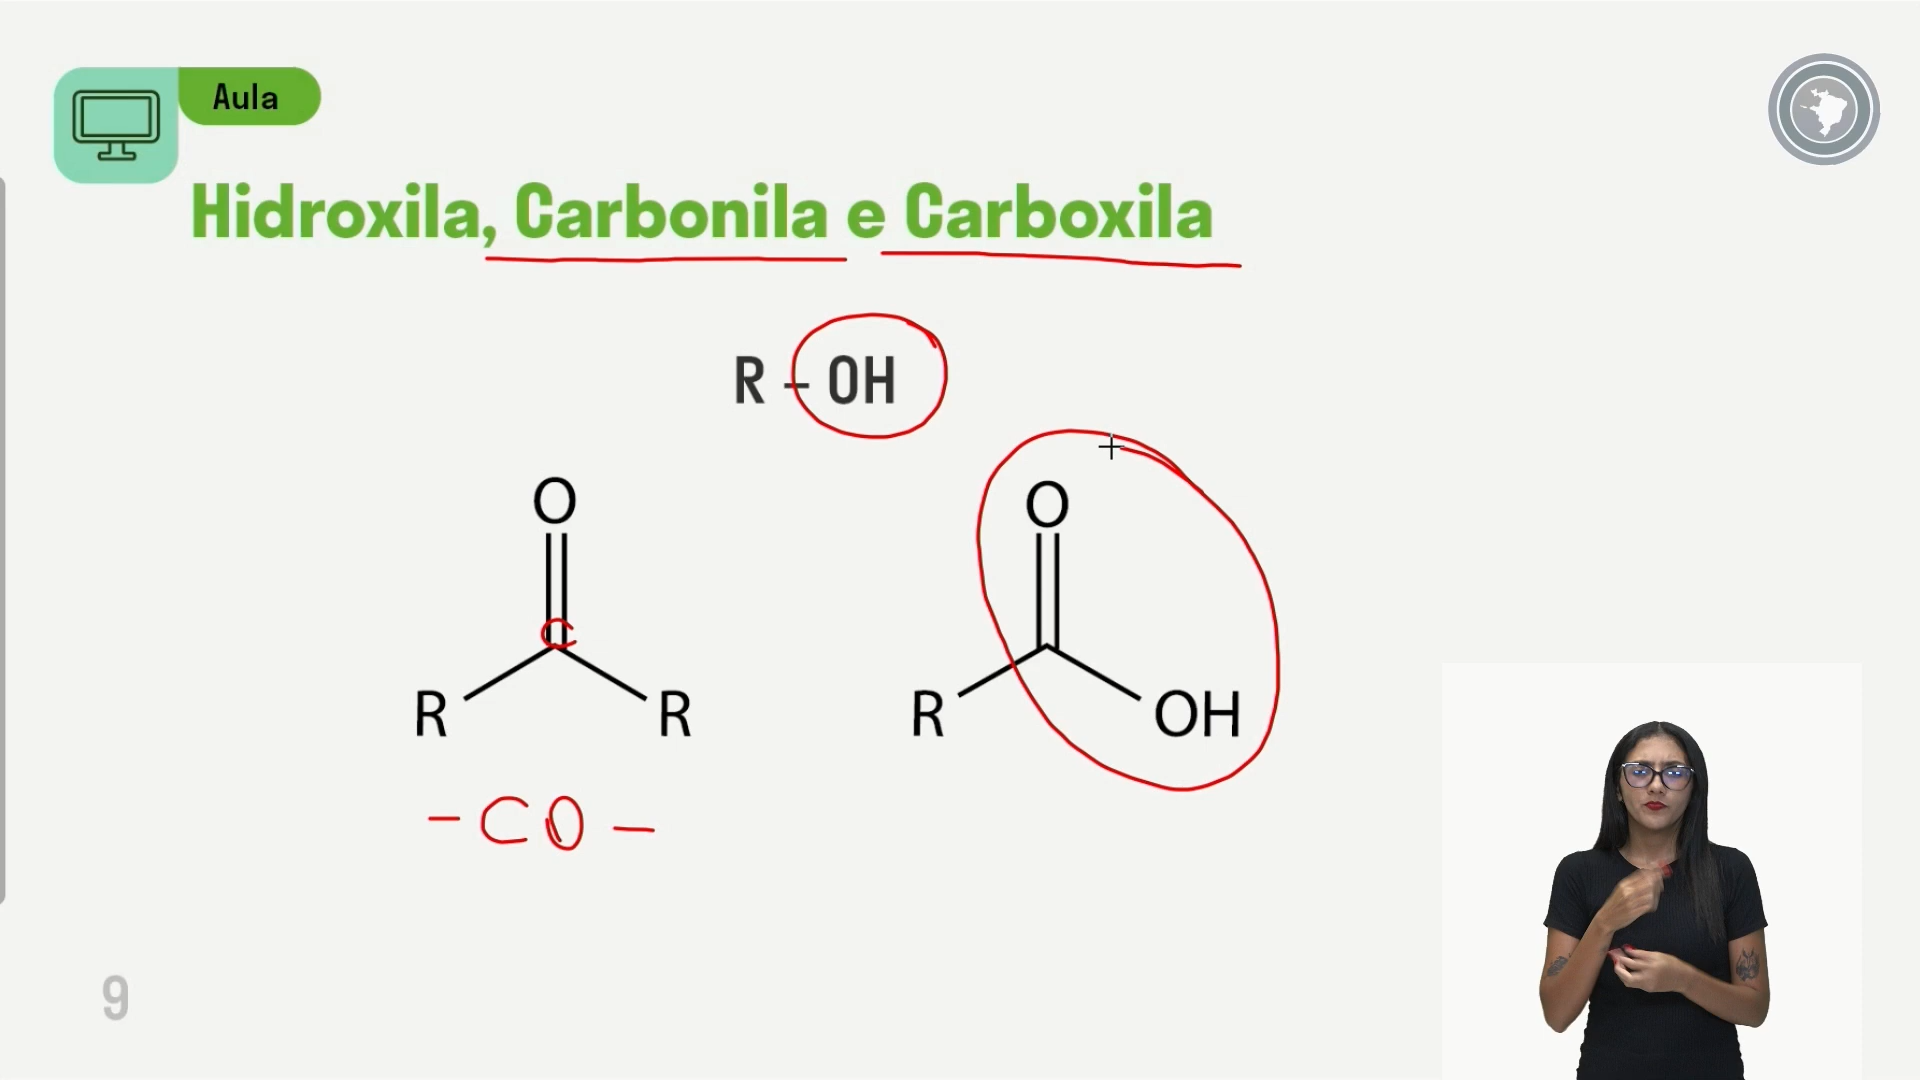 Aula
Hidroxila, Carbonila e Carboxila
R - OH
O
C
R R
O
R OH
- CO -
9